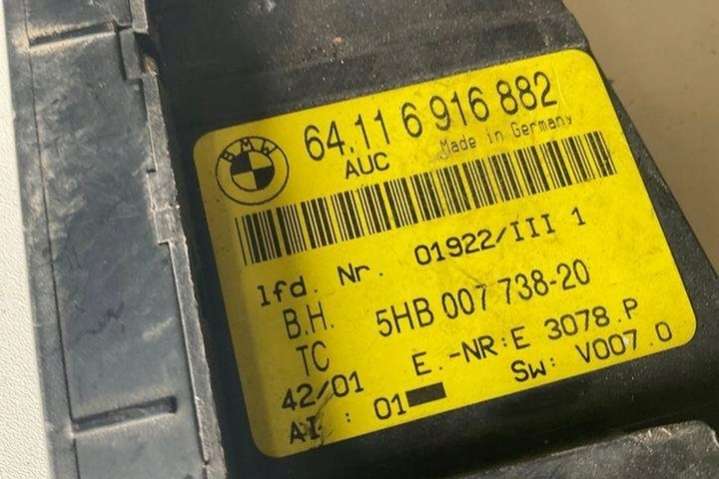 BMW
64.11 6 916 882
AUC Made in Germany
lfd. Nr. 01922/III 1
B.H. 5HB 007 738-20
TC E.-NR:E 3078.P
42/01 SW: V007.0
AI : 01